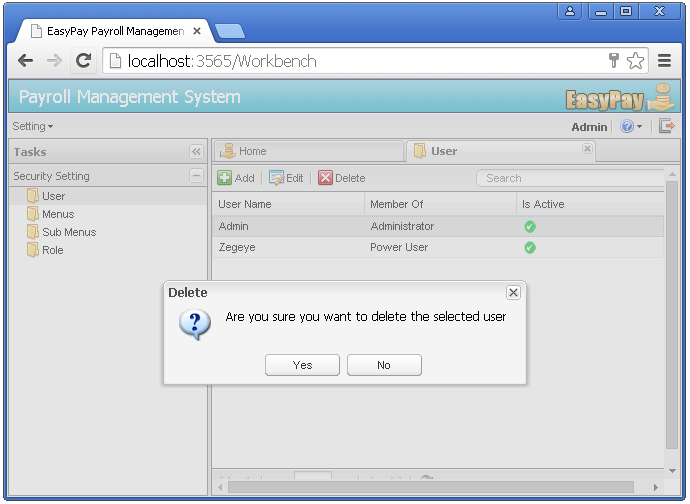 EasyPay Payroll Managemen
localhost:3565/Workbench
Payroll Management System
EasyPay
Setting
Admin
Tasks
Home
User
Security Setting
Add
Edit
Delete
Search
User
Menus
Sub Menus
Role
User Name Member Of Is Active
Admin Administrator
Zegeye Power User
Delete
Are you sure you want to delete the selected user
Yes
No